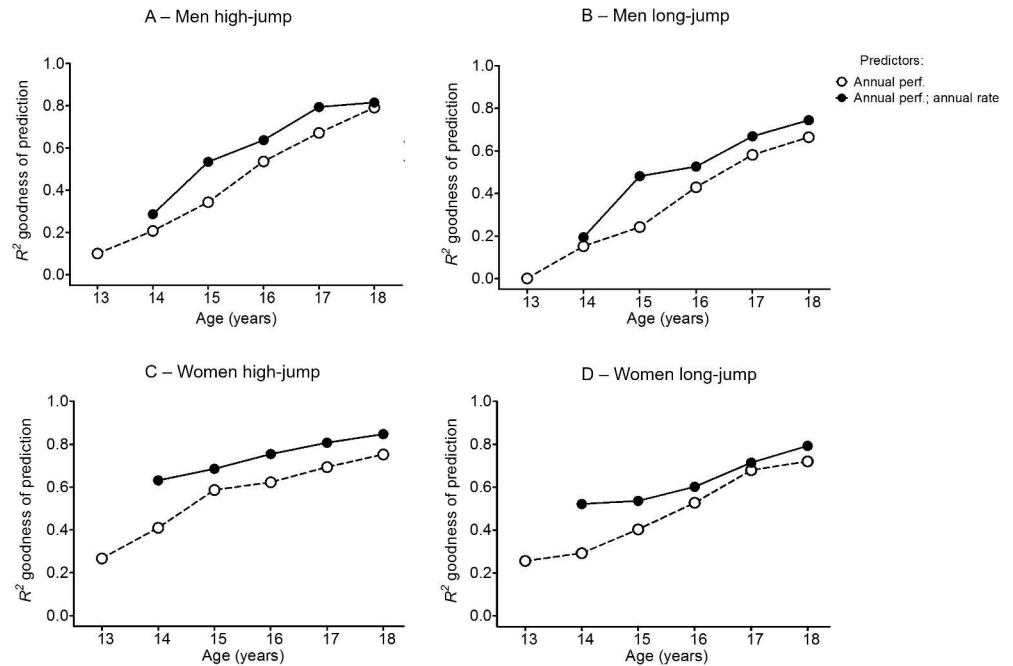 A – Men high-jump
1.0
0.8
0.6
0.4
0.2
0.0
R² goodness of prediction
13 14 15 16 17 18
Age (years)
B – Men long-jump
1.0
0.8
0.6
0.4
0.2
0.0
R² goodness of prediction
13 14 15 16 17 18
Age (years)
Predictors:
Annual perf.
Annual perf.; annual rate
C – Women high-jump
1.0
0.8
0.6
0.4
0.2
0.0
R² goodness of prediction
13 14 15 16 17 18
Age (years)
D – Women long-jump
1.0
0.8
0.6
0.4
0.2
0.0
R² goodness of prediction
13 14 15 16 17 18
Age (years)